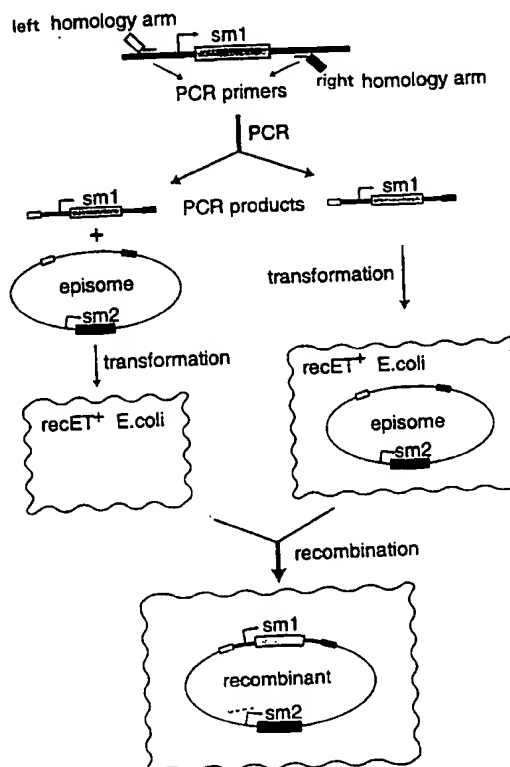 left homology arm
sm1
right homology arm
PCR primers
PCR
sm1
PCR products
sm1
+
episome
sm2
transformation
transformation
recET+ E.coli
recET+ E.coli
episome
sm2
recombination
sm1
recombinant
sm2